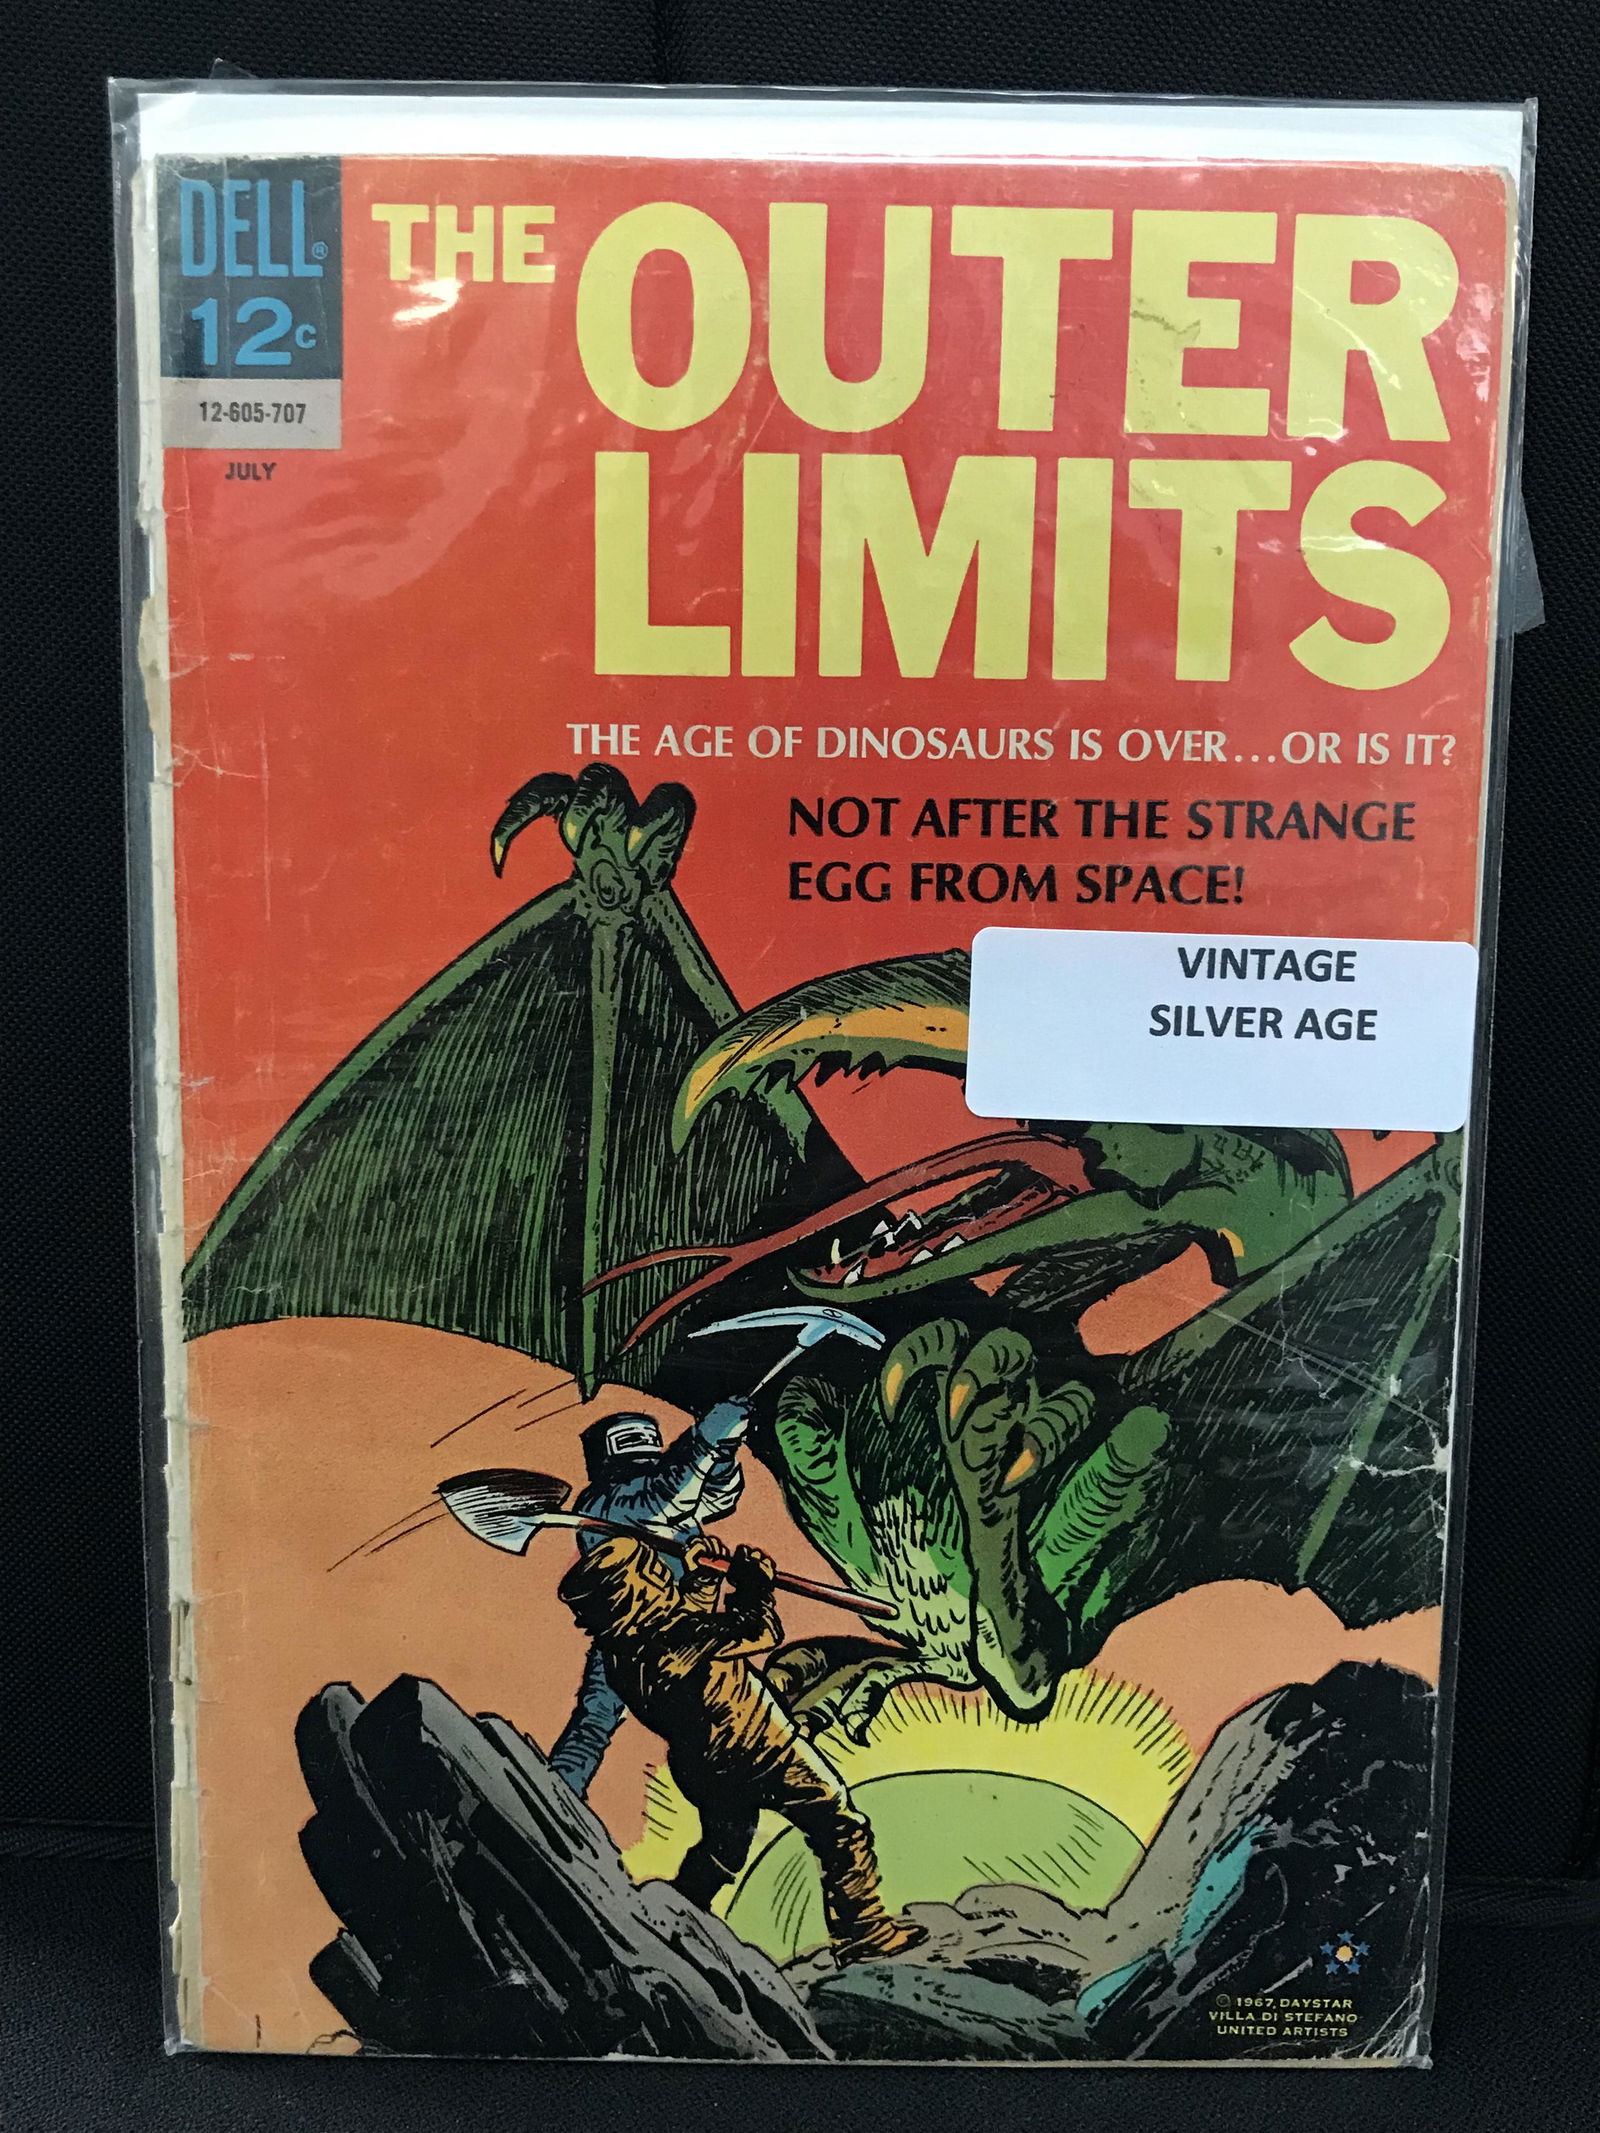 DELL®
12c
12-605-707
JULY
THE OUTER
LIMITS
THE AGE OF DINOSAURS IS OVER...OR IS IT?
NOT AFTER THE STRANGE
EGG FROM SPACE!
VINTAGE
SILVER AGE
© 1967, DAYSTAR
VILLA DI STEFANO
UNITED ARTISTS